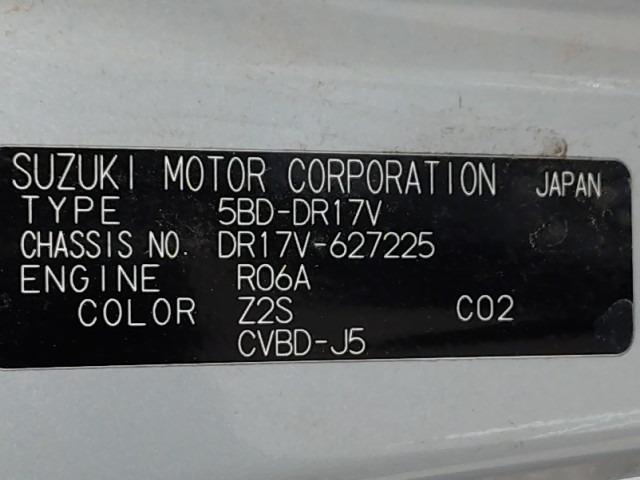 SUZUKI MOTOR CORPORATION JAPAN
TYPE 5BD-DR17V
CHASSIS NO. DR17V-627225
ENGINE R06A
COLOR Z2S C02
CVBD-J5